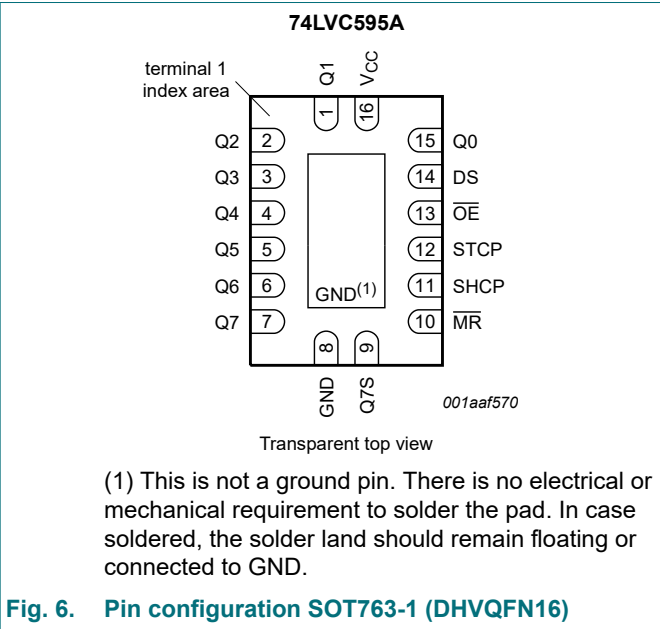 74LVC595A
terminal 1
index area
Q1
VCC
1
16
Q2 2
15 Q0
Q3 3
14 DS
Q4 4
13 OE
Q5 5
12 STCP
Q6 6
11 SHCP
GND(1)
Q7 7
10 MR
8
9
GND
Q7S
001aaf570
Transparent top view
(1) This is not a ground pin. There is no electrical or
mechanical requirement to solder the pad. In case
soldered, the solder land should remain floating or
connected to GND.
Fig. 6. Pin configuration SOT763-1 (DHVQFN16)